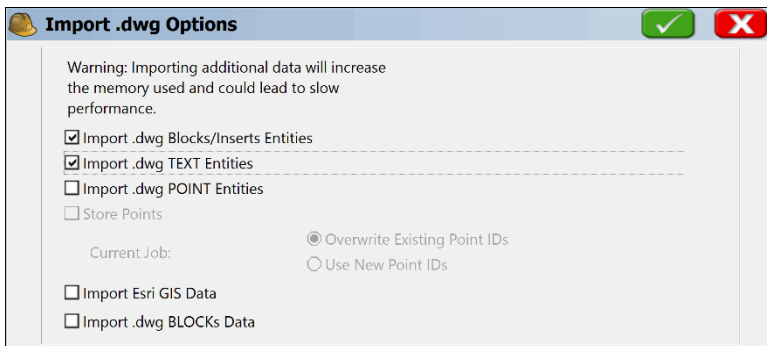 Import .dwg Options
X
Warning: Importing additional data will increase
the memory used and could lead to slow
performance.
Import .dwg Blocks/Inserts Entities
Import .dwg TEXT Entities
Import .dwg POINT Entities
Store Points
Current Job:
Overwrite Existing Point IDs
Use New Point IDs
Import Esri GIS Data
Import .dwg BLOCKs Data